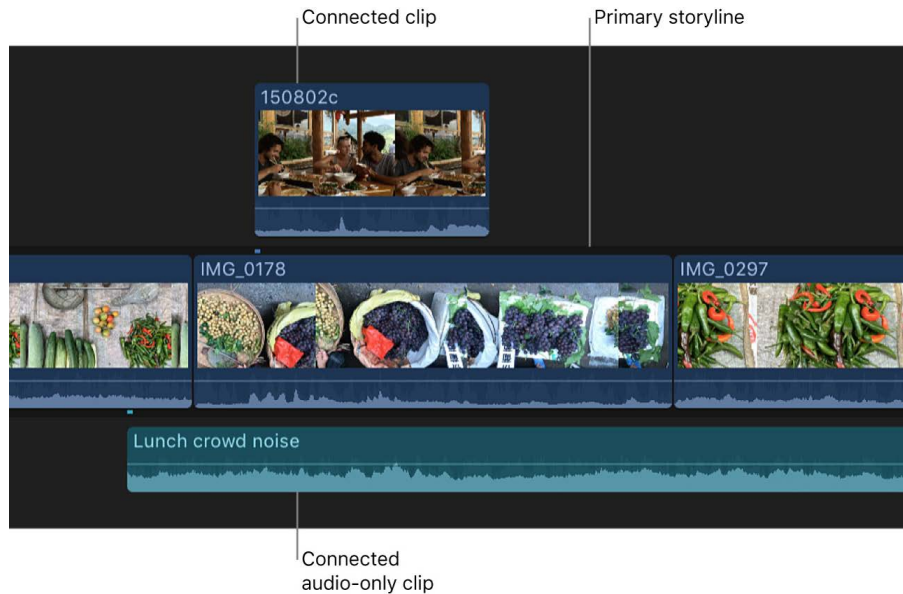 Connected clip
Primary storyline
150802c
IMG_0178
IMG_0297
Lunch crowd noise
Connected
audio-only clip